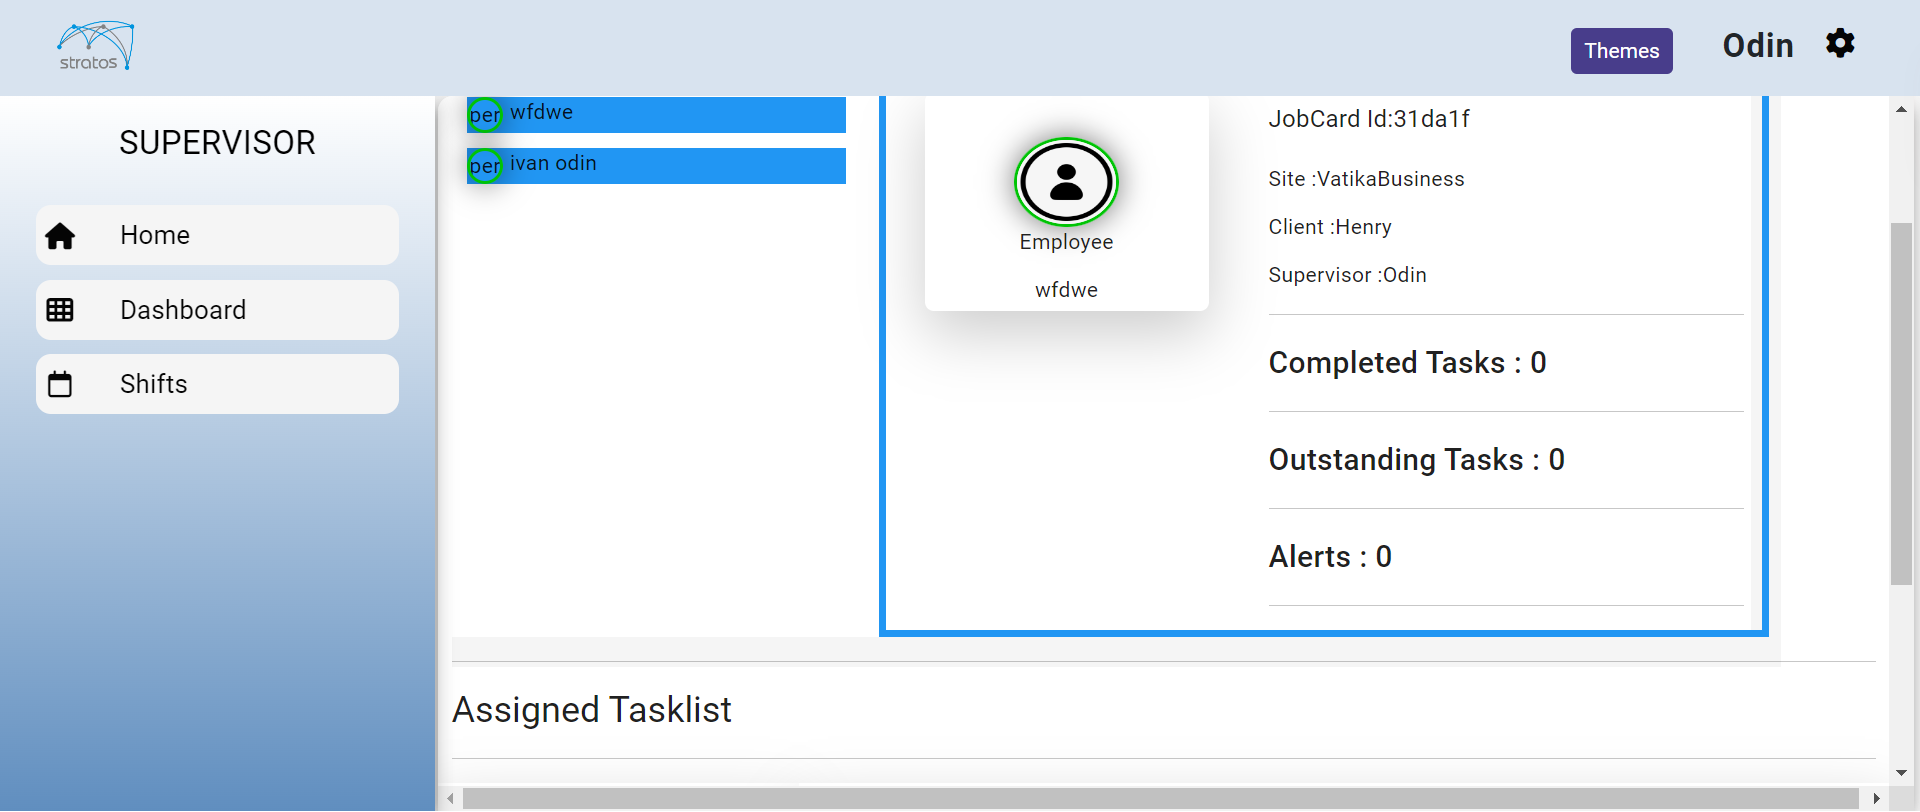 stratos
Themes
Odin
SUPERVISOR
Home
Dashboard
Shifts
per wfdwe
per ivan odin
Employee
wfdwe
JobCard Id:31da1f
Site :VatikaBusiness
Client :Henry
Supervisor :Odin
Completed Tasks : 0
Outstanding Tasks : 0
Alerts : 0
Assigned Tasklist